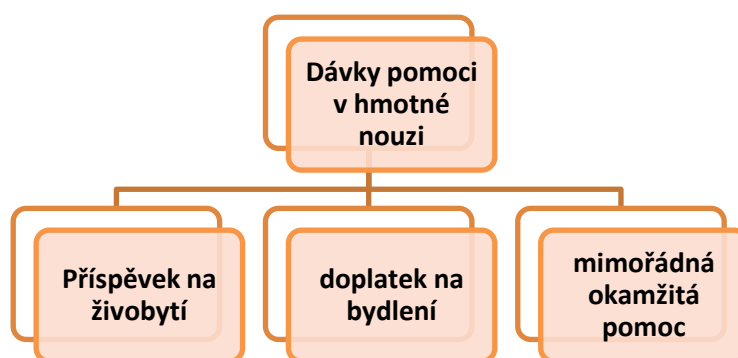 Dávky pomoci
v hmotné
nouzi
Příspěvek na
živobytí
doplatek na
bydlení
mimořádná
okamžitá
pomoc